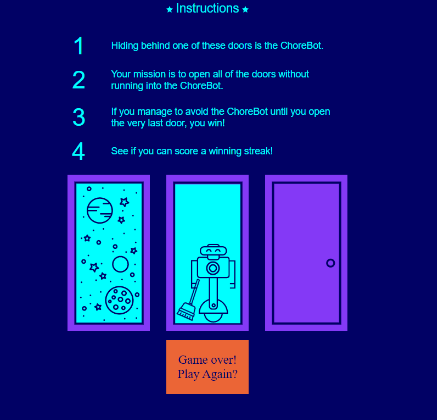 ★ Instructions ★
1 Hiding behind one of these doors is the ChoreBot.
2 Your mission is to open all of the doors without
running into the ChoreBot.
3 If you manage to avoid the ChoreBot until you open
the very last door, you win!
4 See if you can score a winning streak!
Game over!
Play Again?